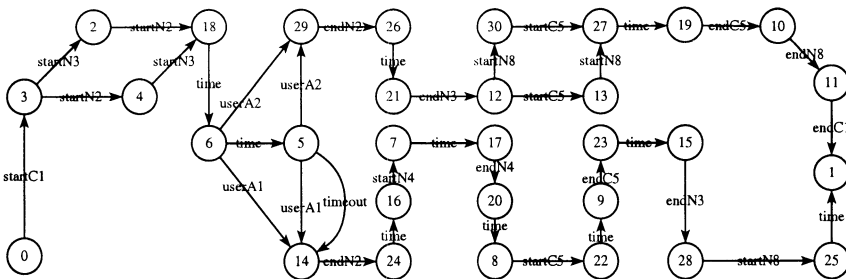 2
startN2
18
29
endN2
26
30
startC5
27
time
19
endC5
10
startN3
startN3
time
userA2
userA2
time
startN8
startN8
endN8
3
startN2
4
21
endN3
12
startC5
13
11
6
time
5
7
time
17
23
time
15
endC1
startC1
userA1
userA1
timeout
startN4
endN4
endC5
endN3
1
16
20
9
time
time
time
time
0
14
endN2
24
8
startC5
22
28
startN8
25